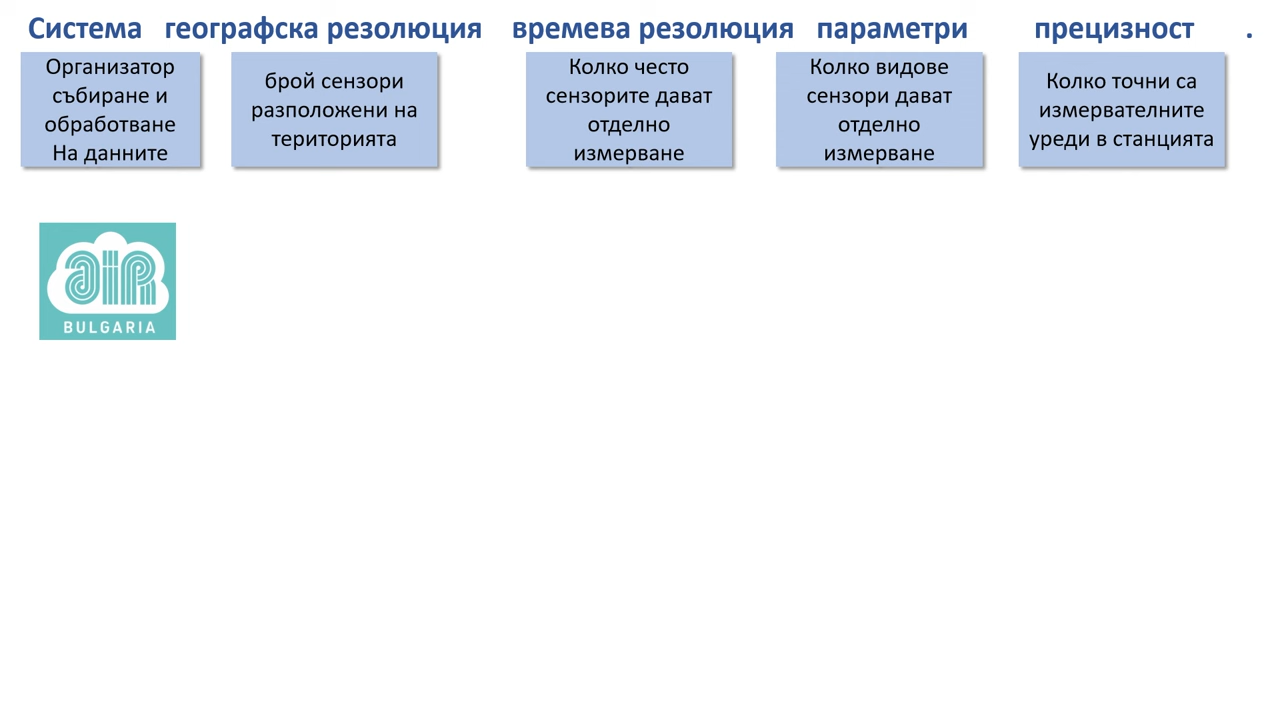 Система географска резолюция времева резолюция параметри прецизност .
Организатор
събиране и
обработване
На данните
брой сензори
разположени на
територията
Колко често
сензорите дават
отделно
измерване
Колко видове
сензори дават
отделно
измерване
Колко точни са
измервателните
уреди в станцията
air
BULGARIA